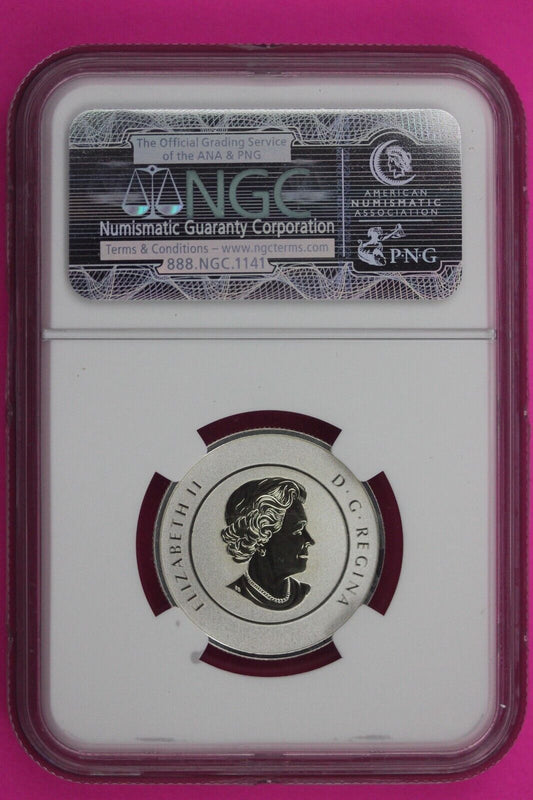 The Official Grading Service
of the ANA & PNG
NGC
Numismatic Guaranty Corporation
Terms & Conditions – www.ngcterms.com
888.NGC.1141
AMERICAN
NUMISMATIC
ASSOCIATION
PNG
ELIZABETH II
D·G·REGINA